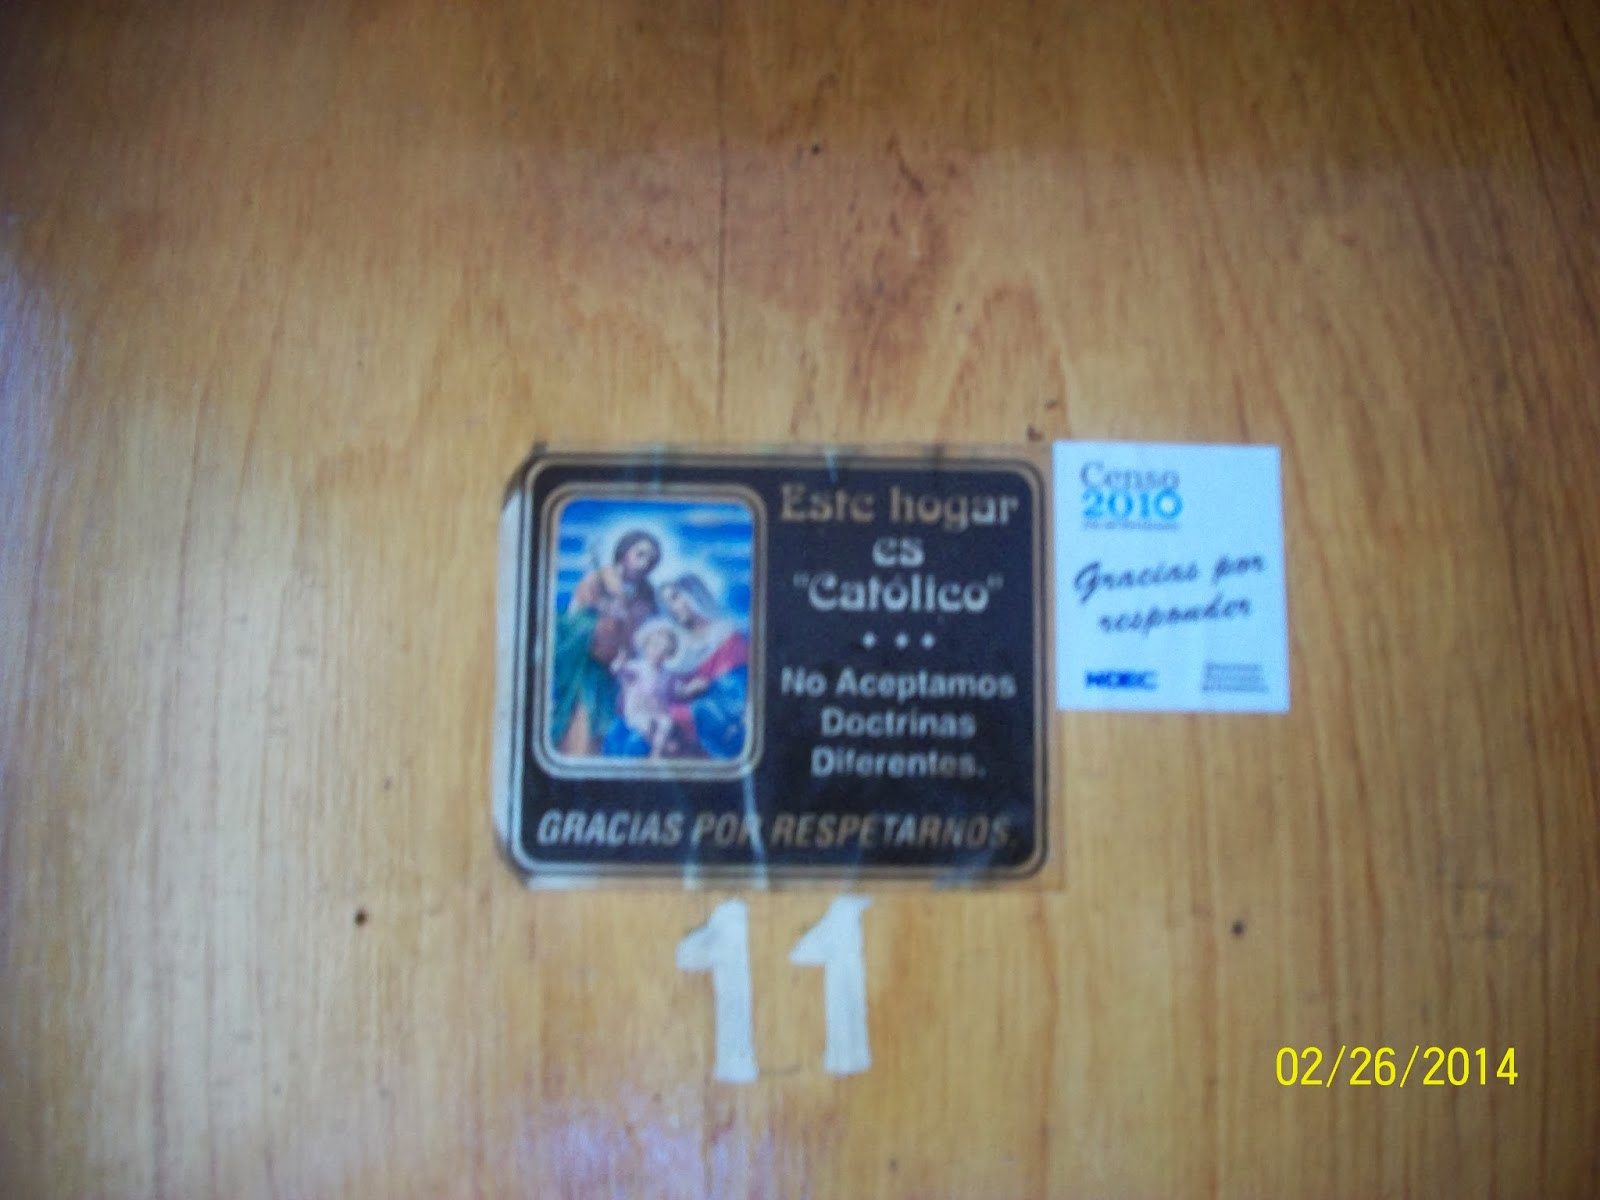 Este hogar
es
"Católico"
• • •
No Aceptamos
Doctrinas
Diferentes.
GRACIAS POR RESPETARNOS.
Censo
2010
Gracias por
responder
INDEC
11
02/26/2014